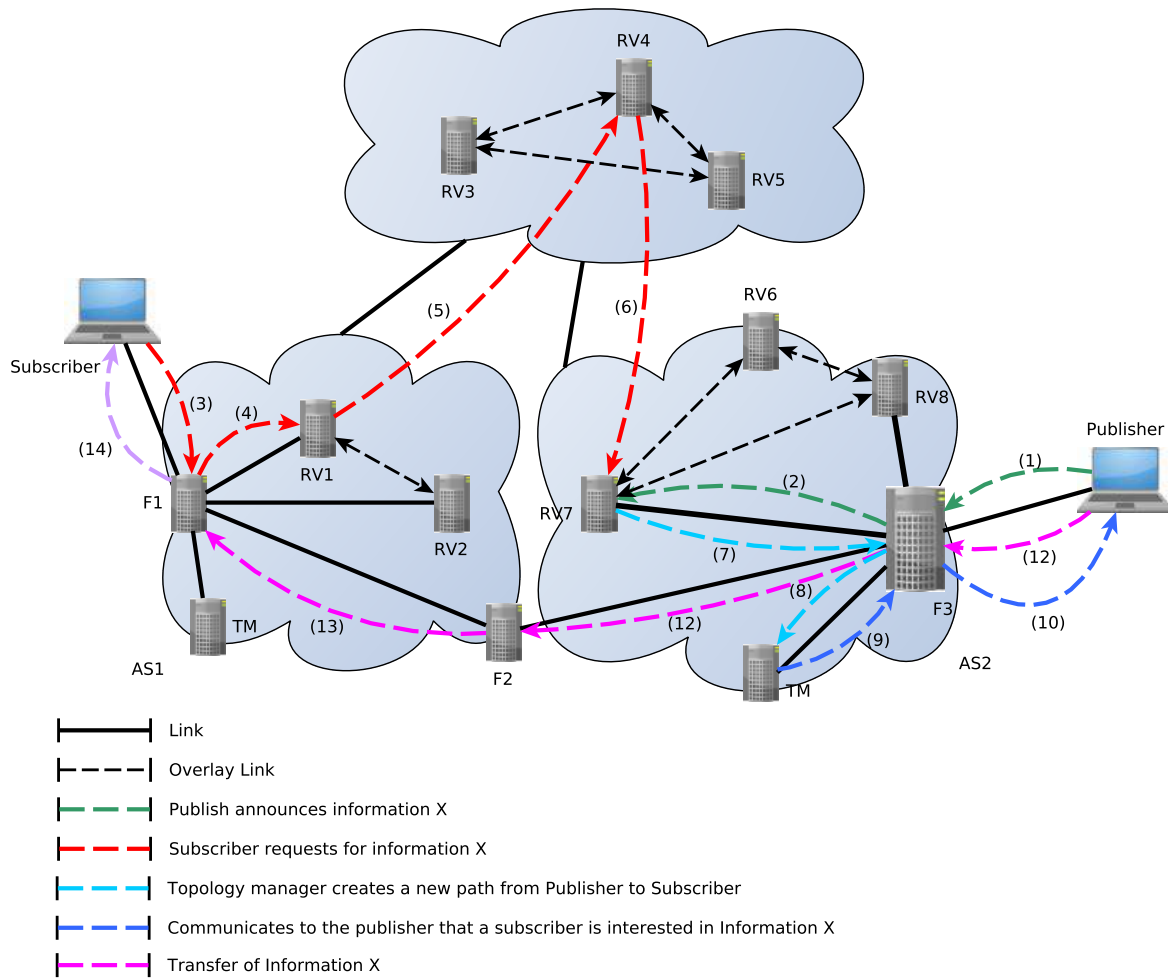 RV4
RV3
RV5
(5)
(6)
RV6
Subscriber
RV8
(3)
(4)
Publisher
(14)
RV1
(1)
(2)
F1
RV7
RV2
(7)
(12)
(8)
F3
TM
(13)
(12)
(9)
(10)
AS1
F2
TM
AS2
Link
Overlay Link
Publish announces information X
Subscriber requests for information X
Topology manager creates a new path from Publisher to Subscriber
Communicates to the publisher that a subscriber is interested in Information X
Transfer of Information X